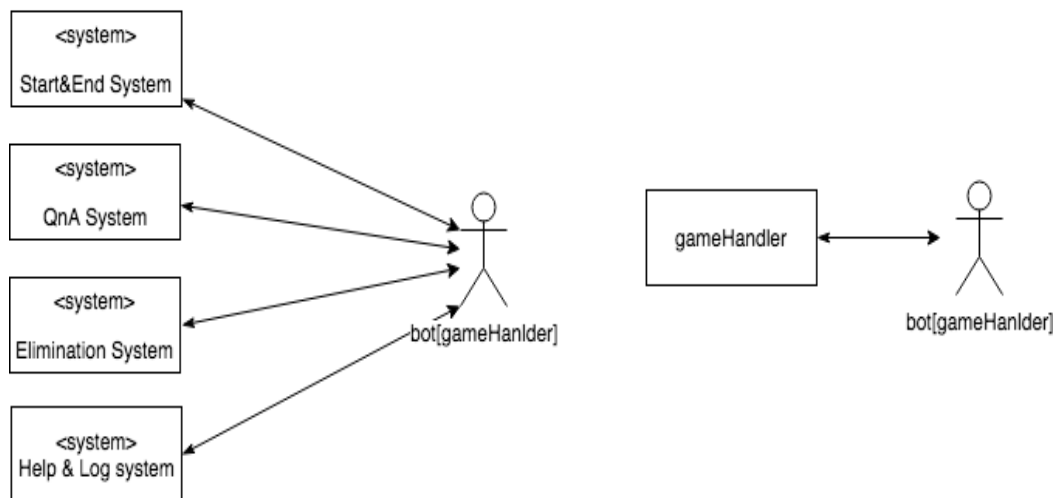 <system>
Start&End System
<system>
QnA System
<system>
Elimination System
<system>
Help & Log system
bot[gameHanlder]
gameHandler
bot[gameHanlder]